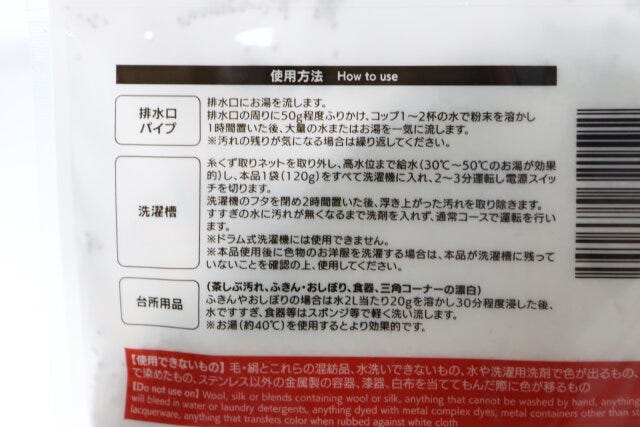 使用方法 How to use
排水口
パイプ
排水口にお湯を流します。
排水口の周りに50g程度ふりかけ、コップ1〜2杯の水で粉末を溶かし
1時間置いた後、大量の水またはお湯を一気に流します。
※汚れの残りが気になる場合は繰り返してください。
洗濯槽
糸くず取りネットを取り外し、高水位まで給水(30℃〜50℃のお湯が効果
的)し、本品1袋(120g)をすべて洗濯機に入れ、2〜3分運転し電源スイッ
チを切ります。
洗濯機のフタを閉め2時間置いた後、浮き上がった汚れを取り除きます。
すすぎの水に汚れが無くなるまで洗剤を入れず、通常コースで運転を行い
ます。
※ドラム式洗濯機には使用できません。
※本品使用後に色物のお洋服を洗濯する場合は、本品が洗濯槽に残って
いないことを確認の上、使用してください。
台所用品
(茶しぶ汚れ、ふきん・おしぼり、食器、三角コーナーの漂白)
ふきんやおしぼりの場合は水2L当たり20gを溶かし30分程度浸した後、
水ですすぎ、食器等はスポンジ等で軽く洗い流します。
※お湯(約40℃)を使用するとより効果的です。
【使用できないもの】毛・絹とこれらの混紡品、水洗いできないもの、水や洗濯用洗剤で色が出るもの、
で染めたもの、ステンレス以外の金属製の容器、漆器、白布を当ててもんだ際に色が移るもの
【Do not use on】Wool, silk or blends containing wool or silk, anything that cannot be washed by hand, anything
will bleed in water or laundry detergents, anything dyed with metal complex dyes, metal containers other than
lacquerware, anything that transfers color when rubbed against white cloth